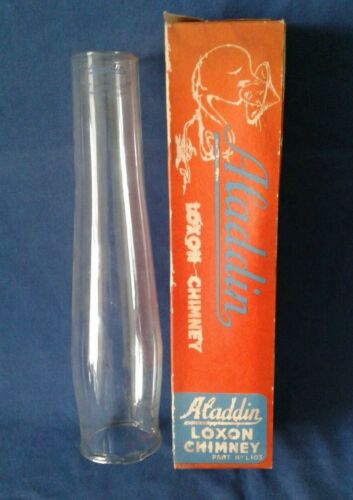 Aladdin
LOXON CHIMNEY
Aladdin
LOXON
CHIMNEY
PART Nº L103